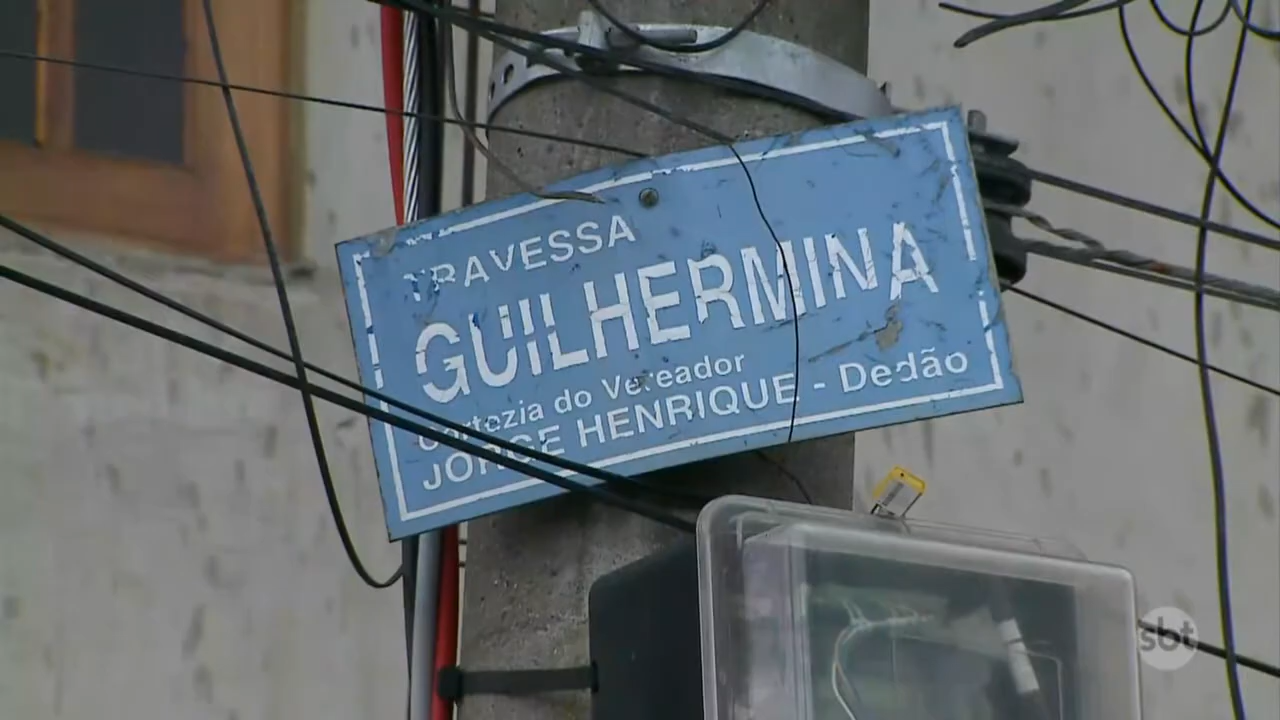 TRAVESSA
GUILHERMINA
Cortezia do Vereador
JORGE HENRIQUE - Dedão
sbt